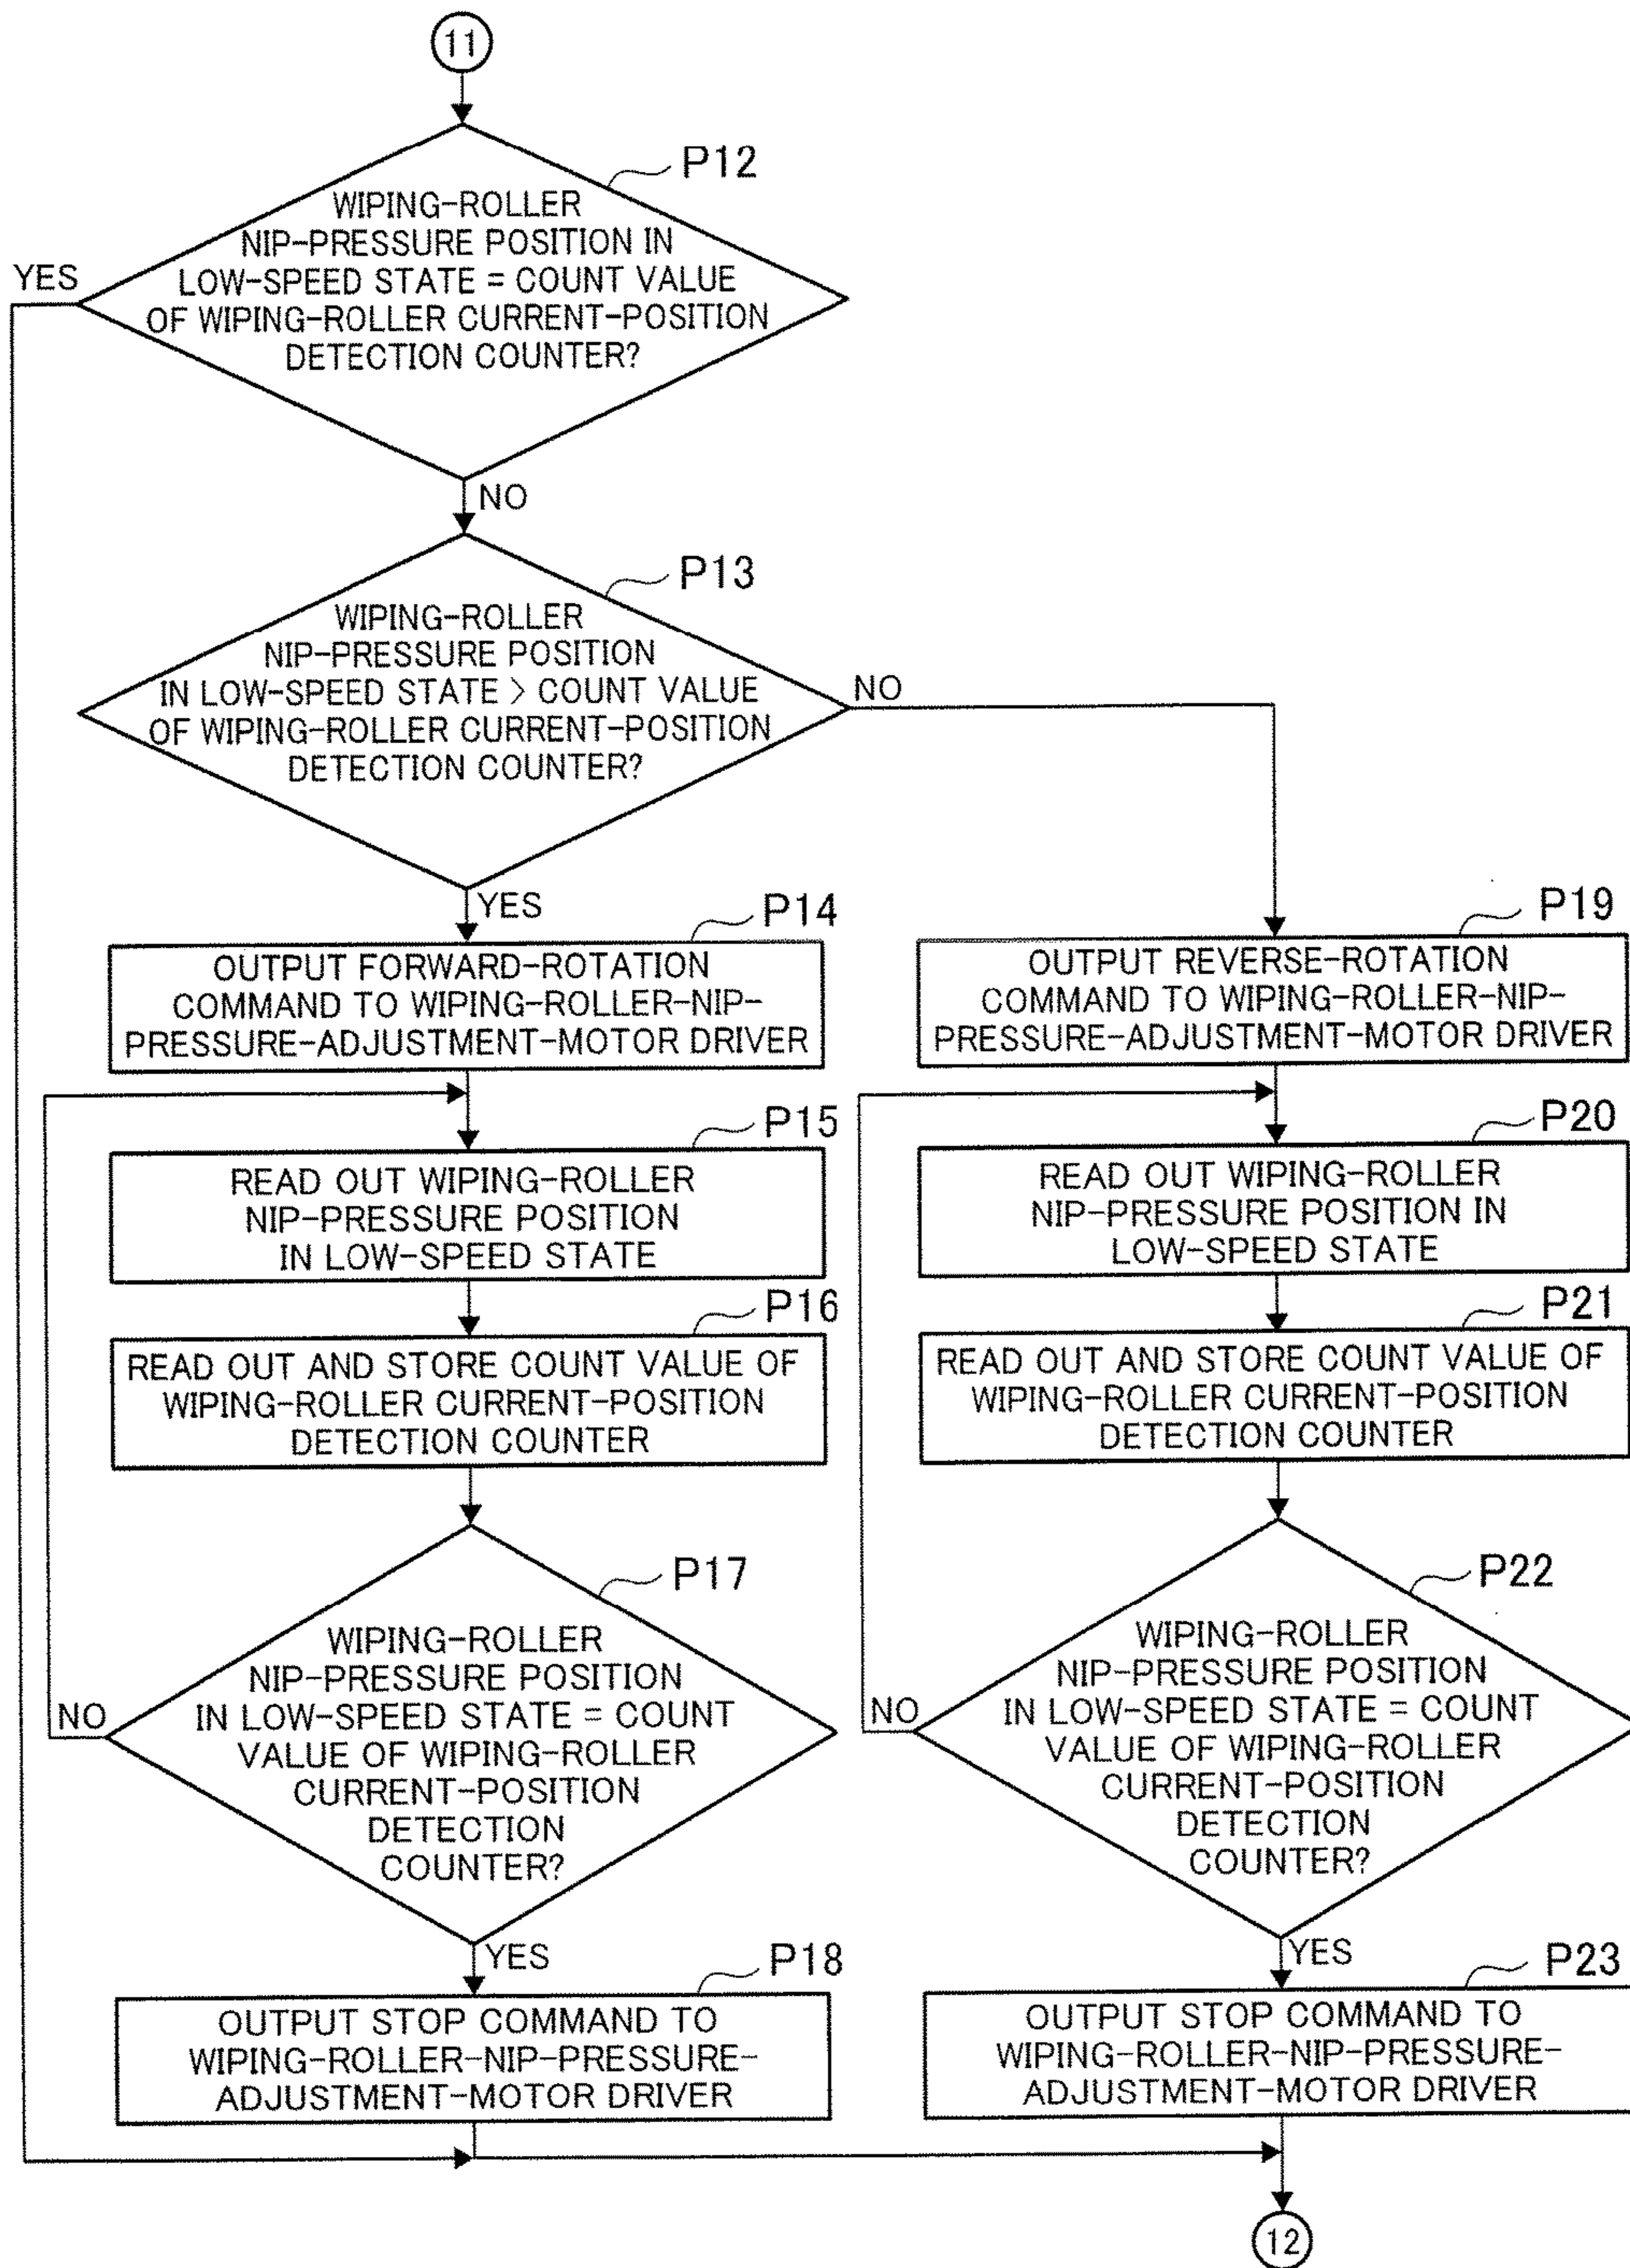 11
P12
WIPING-ROLLER
NIP-PRESSURE POSITION IN
LOW-SPEED STATE = COUNT VALUE
OF WIPING-ROLLER CURRENT-POSITION
DETECTION COUNTER?
YES
NO
P13
WIPING-ROLLER
NIP-PRESSURE POSITION
IN LOW-SPEED STATE > COUNT VALUE
OF WIPING-ROLLER CURRENT-POSITION
DETECTION COUNTER?
NO
YES
P14
OUTPUT FORWARD-ROTATION
COMMAND TO WIPING-ROLLER-NIP-
PRESSURE-ADJUSTMENT-MOTOR DRIVER
P15
READ OUT WIPING-ROLLER
NIP-PRESSURE POSITION
IN LOW-SPEED STATE
P16
READ OUT AND STORE COUNT VALUE OF
WIPING-ROLLER CURRENT-POSITION
DETECTION COUNTER
P17
WIPING-ROLLER
NIP-PRESSURE POSITION
IN LOW-SPEED STATE = COUNT
VALUE OF WIPING-ROLLER
CURRENT-POSITION
DETECTION
COUNTER?
NO
YES
P18
OUTPUT STOP COMMAND TO
WIPING-ROLLER-NIP-PRESSURE-
ADJUSTMENT-MOTOR DRIVER
P19
OUTPUT REVERSE-ROTATION
COMMAND TO WIPING-ROLLER-NIP-
PRESSURE-ADJUSTMENT-MOTOR DRIVER
P20
READ OUT WIPING-ROLLER
NIP-PRESSURE POSITION IN
LOW-SPEED STATE
P21
READ OUT AND STORE COUNT VALUE OF
WIPING-ROLLER CURRENT-POSITION
DETECTION COUNTER
P22
WIPING-ROLLER
NIP-PRESSURE POSITION
IN LOW-SPEED STATE = COUNT
VALUE OF WIPING-ROLLER
CURRENT-POSITION
DETECTION
COUNTER?
NO
YES
P23
OUTPUT STOP COMMAND TO
WIPING-ROLLER-NIP-PRESSURE-
ADJUSTMENT-MOTOR DRIVER
12